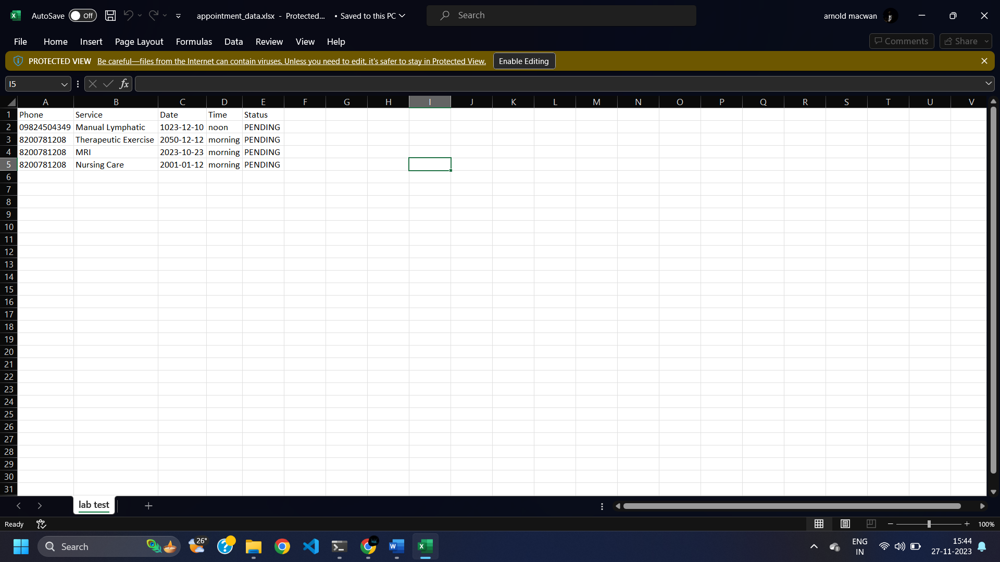 AutoSave Off appointment_data.xlsx - Protected... • Saved to this PC Search arnold macwan
File Home Insert Page Layout Formulas Data Review View Help Comments Share
PROTECTED VIEW Be careful—files from the Internet can contain viruses. Unless you need to edit, it's safer to stay in Protected View. Enable Editing
I5 fx
A B C D E F G H I J K L M N O P Q R S T U V
1 Phone Service Date Time Status
2 09824504349 Manual Lymphatic 1023-12-10 noon PENDING
3 8200781208 Therapeutic Exercise 2050-12-12 morning PENDING
4 8200781208 MRI 2023-10-23 morning PENDING
5 8200781208 Nursing Care 2001-01-12 morning PENDING
6
7
8
9
10
11
12
13
14
15
16
17
18
19
20
21
22
23
24
25
26
27
28
29
30
31
lab test
Ready 100%
Search 26° ENG 15:44
IN 27-11-2023